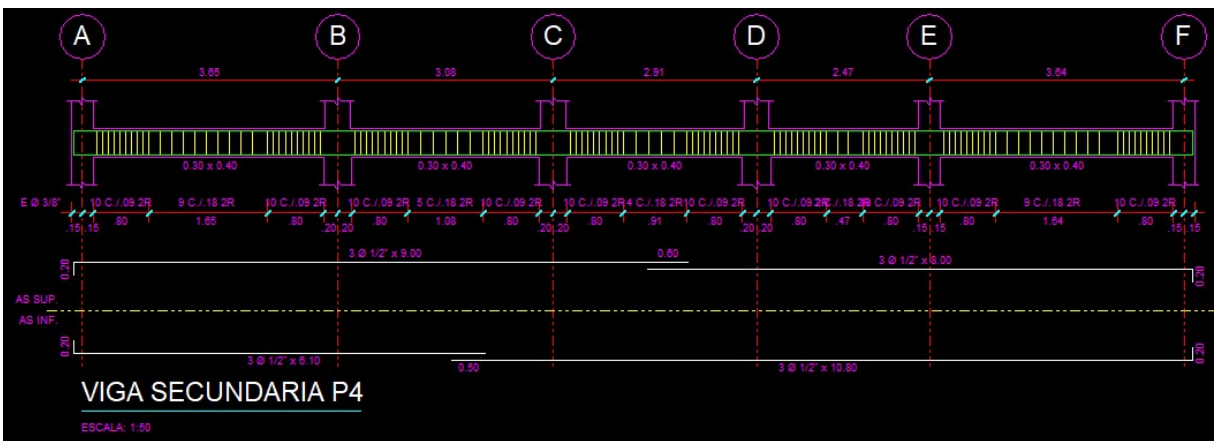 A B C D E F
3.65 3.08 2.91 2.47 3.64
0.30 x 0.40 0.30 x 0.40 0.30 x 0.40 0.30 x 0.40 0.30 x 0.40
E Ø 3/8" 10 C./.09 2R 9 C./.18 2R 10 C./.09 2R 10 C./.09 2R 5 C./.18 2R 10 C./.09 2R 10 C./.09 2R 4 C./.18 2R 10 C./.09 2R 10 C./.09 2R C./.18 2R C./.09 2R 10 C./.09 2R 9 C./.18 2R 10 C./.09 2R
.15 .15 .80 1.65 .80 .20 .20 .80 1.08 .80 .20 .20 .80 .91 .80 .20 .20 .80 .47 .80 .15 .15 .80 1.64 .80 .15 .15
3 Ø 1/2" x 9.00 0.60 3 Ø 1/2" x 8.00
0.20 0.20
AS SUP.
AS INF.
0.20 0.20
3 Ø 1/2" x 6.10 0.50 3 Ø 1/2" x 10.80
VIGA SECUNDARIA P4
ESCALA: 1:50